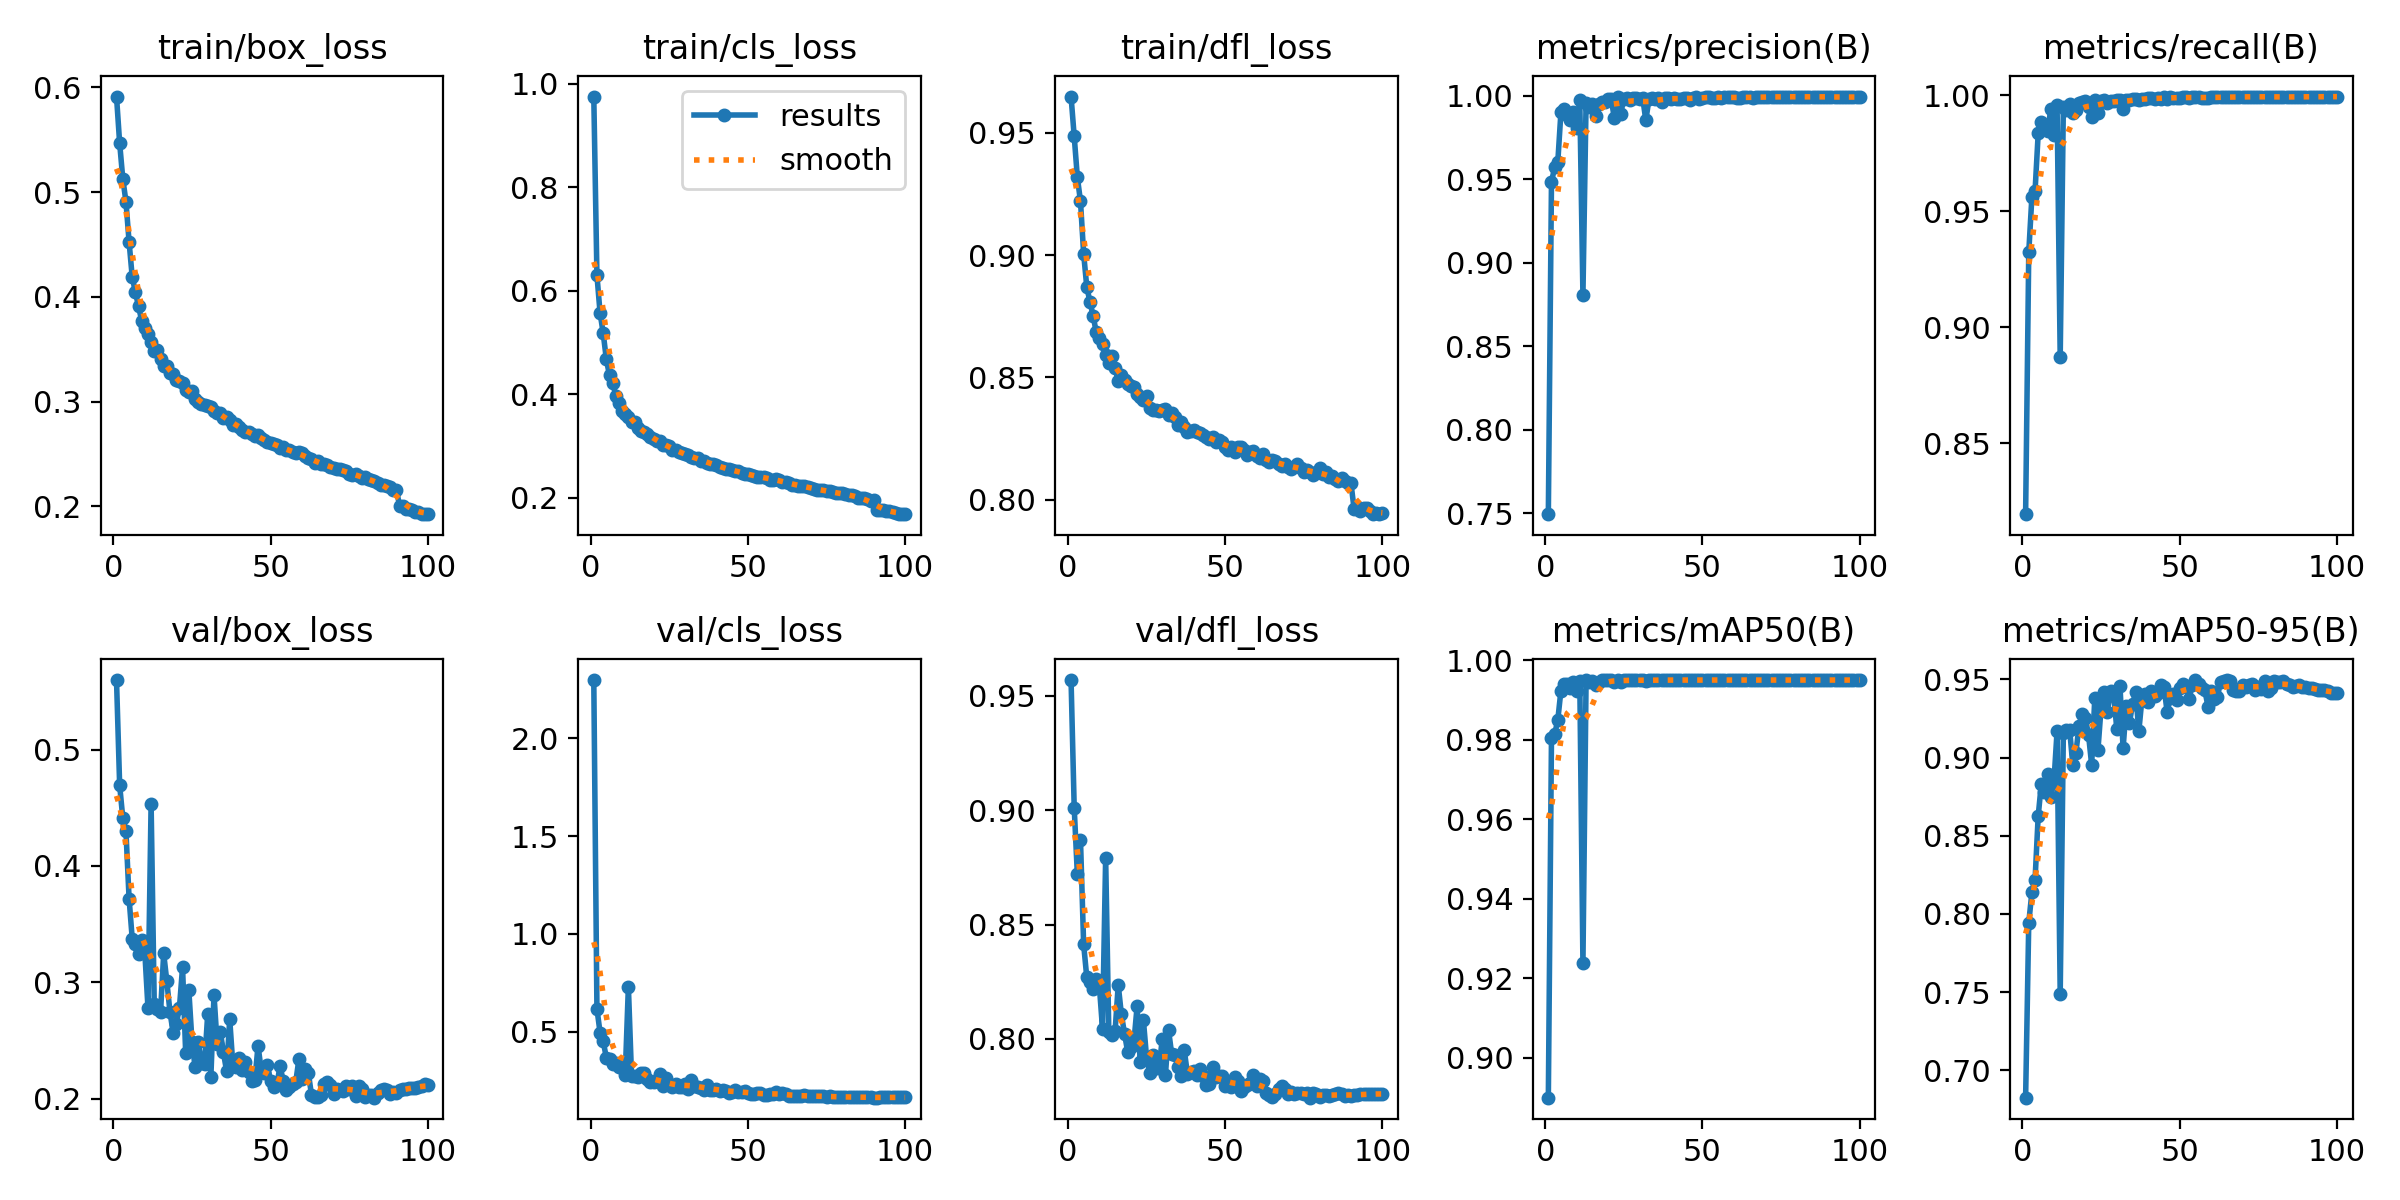 train/box_loss
0.6
0.5
0.4
0.3
0.2
0 50 100
train/cls_loss
results
smooth
1.0
0.8
0.6
0.4
0.2
0 50 100
train/dfl_loss
0.95
0.90
0.85
0.80
0 50 100
metrics/precision(B)
1.00
0.95
0.90
0.85
0.80
0.75
0 50 100
metrics/recall(B)
1.00
0.95
0.90
0.85
0 50 100
val/box_loss
0.5
0.4
0.3
0.2
0 50 100
val/cls_loss
2.0
1.5
1.0
0.5
0 50 100
val/dfl_loss
0.95
0.90
0.85
0.80
0 50 100
metrics/mAP50(B)
1.00
0.98
0.96
0.94
0.92
0.90
0 50 100
metrics/mAP50-95(B)
0.95
0.90
0.85
0.80
0.75
0.70
0 50 100